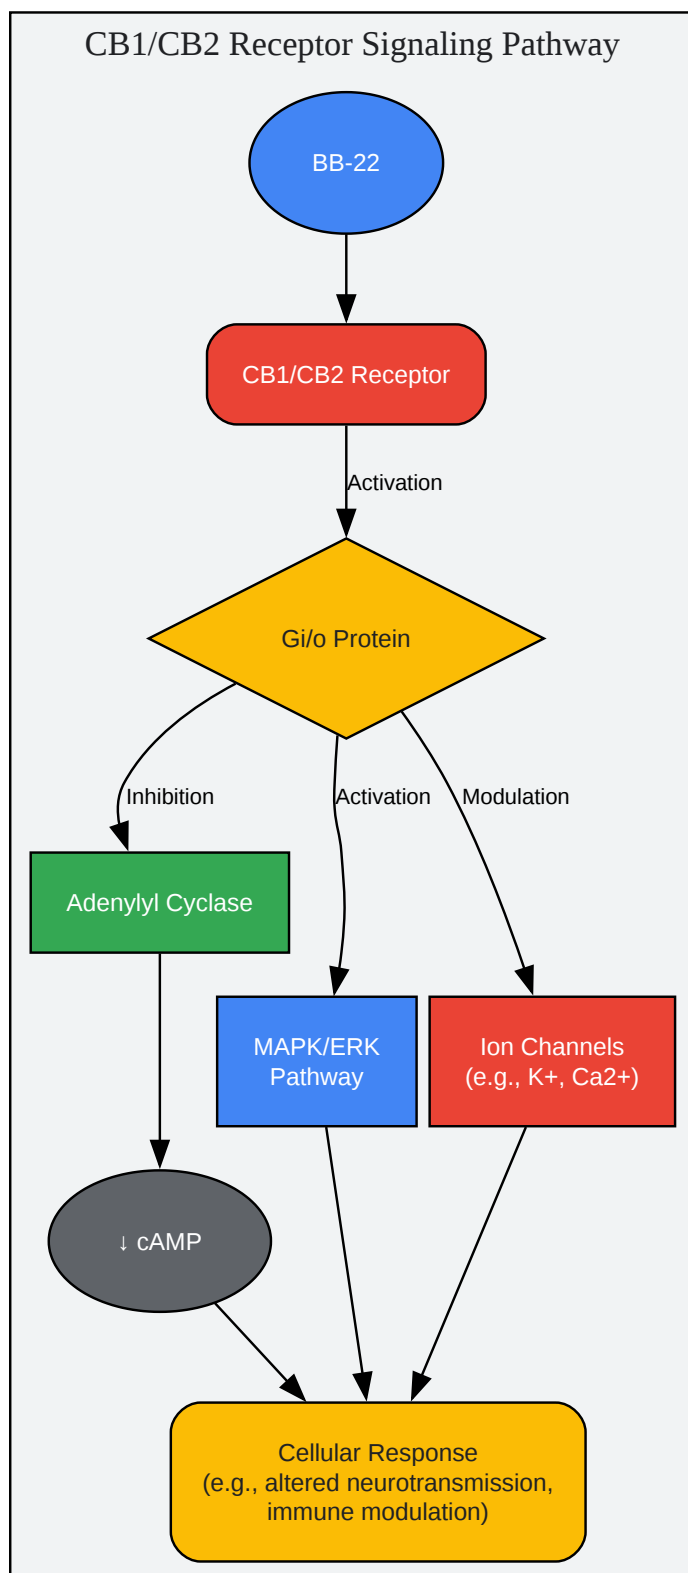 CB1/CB2 Receptor Signaling Pathway
BB-22
CB1/CB2 Receptor
Activation
Gi/o Protein
Inhibition
Activation
Modulation
Adenylyl Cyclase
MAPK/ERK
Pathway
Ion Channels
(e.g., K+, Ca2+)
↓ cAMP
Cellular Response
(e.g., altered neurotransmission,
immune modulation)